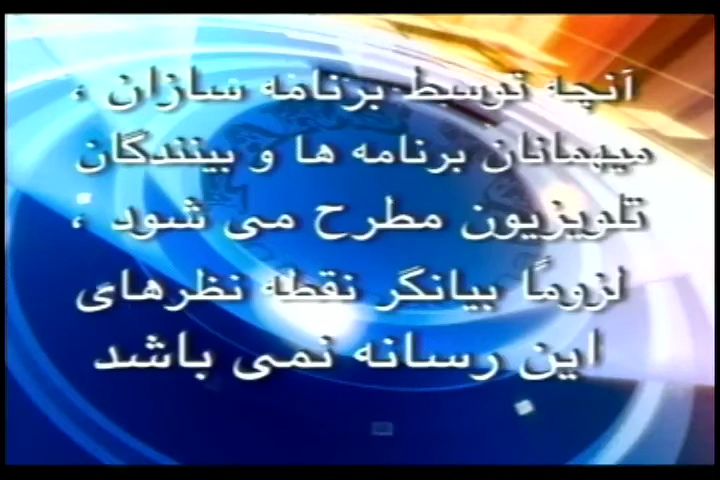 آنچه توسط برنامه سازان ،
میهمانان برنامه ها و بینندگان
تلویزیون مطرح می شود ،
لزوماً بیانگر نقطه نظرهای
این رسانه نمی باشد